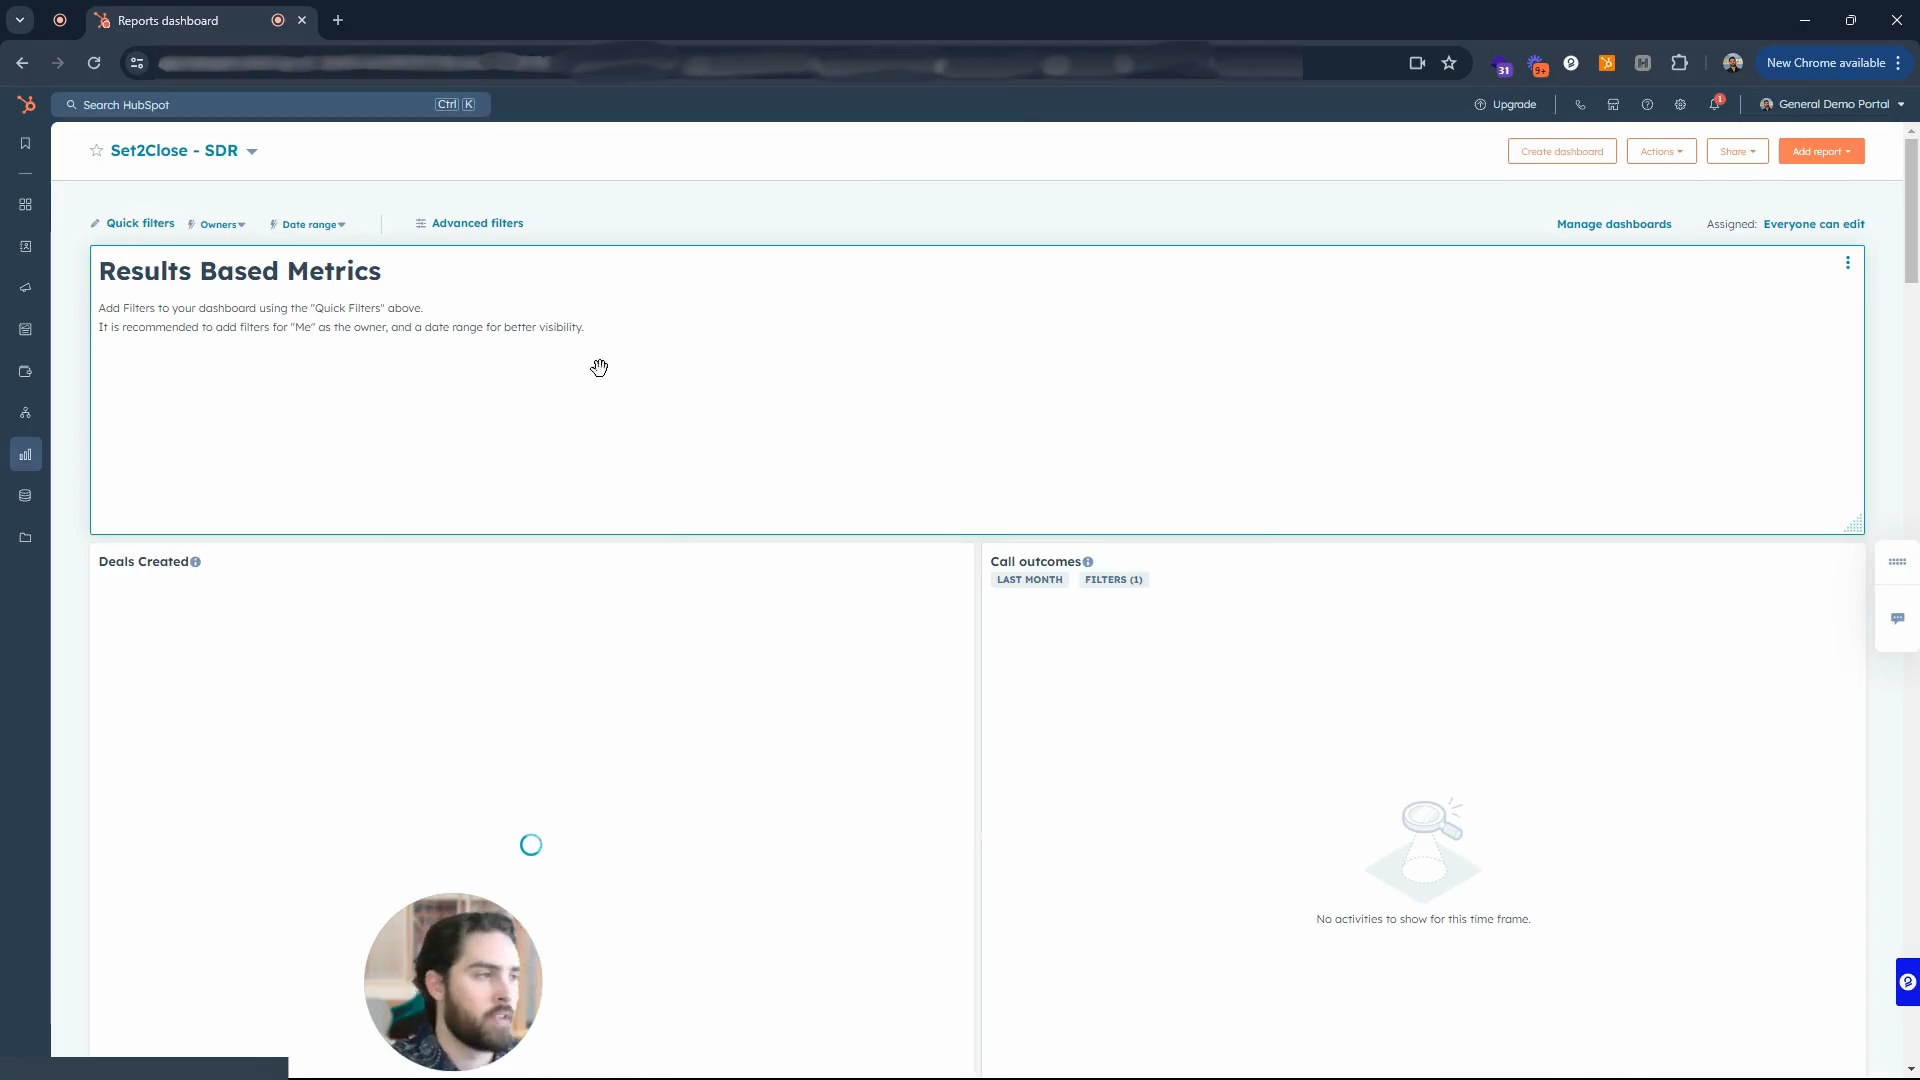 Reports dashboard
31
9+
New Chrome available
Search HubSpot
Ctrl K
Upgrade
1
General Demo Portal
Set2Close - SDR
Create dashboard
Actions
Share
Add report
Quick filters
Owners
Date range
Advanced filters
Manage dashboards
Assigned: Everyone can edit
Results Based Metrics
Add Filters to your dashboard using the "Quick Filters" above.
It is recommended to add filters for "Me" as the owner, and a date range for better visibility.
Deals Created
Call outcomes
LAST MONTH
FILTERS (1)
No activities to show for this time frame.